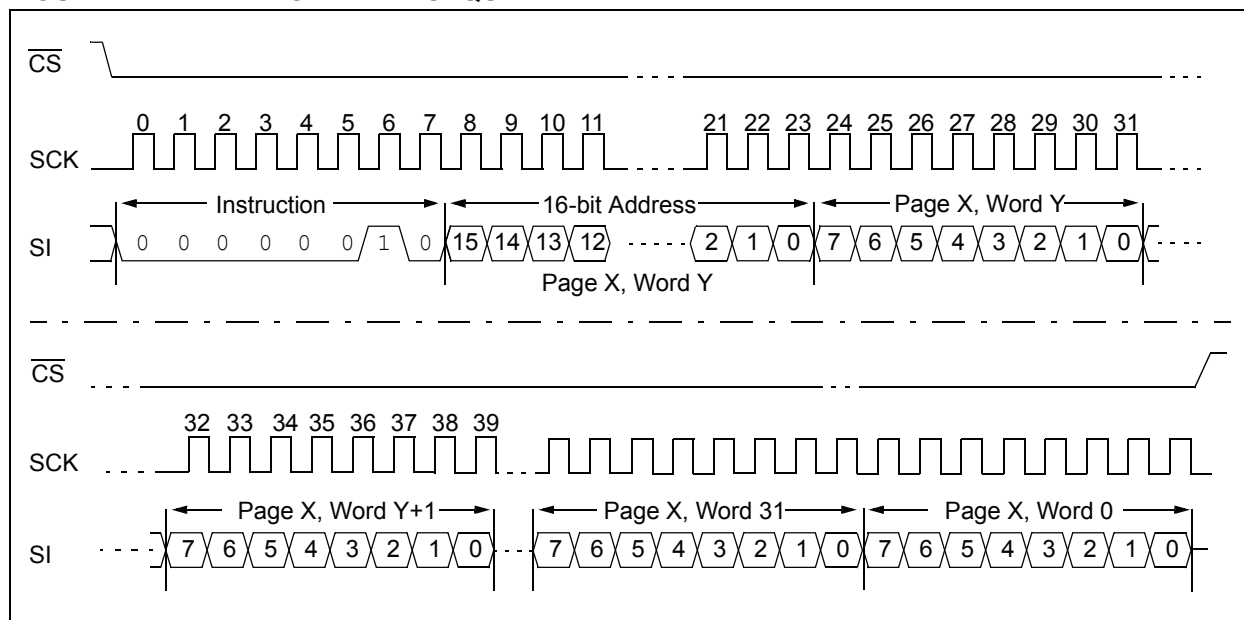 CS
0 1 2 3 4 5 6 7 8 9 10 11 21 22 23 24 25 26 27 28 29 30 31
SCK
Instruction 16-bit Address Page X, Word Y
SI 0 0 0 0 0 0 1 0 15 14 13 12 2 1 0 7 6 5 4 3 2 1 0
Page X, Word Y
CS
32 33 34 35 36 37 38 39
SCK
Page X, Word Y+1 Page X, Word 31 Page X, Word 0
SI 7 6 5 4 3 2 1 0 7 6 5 4 3 2 1 0 7 6 5 4 3 2 1 0